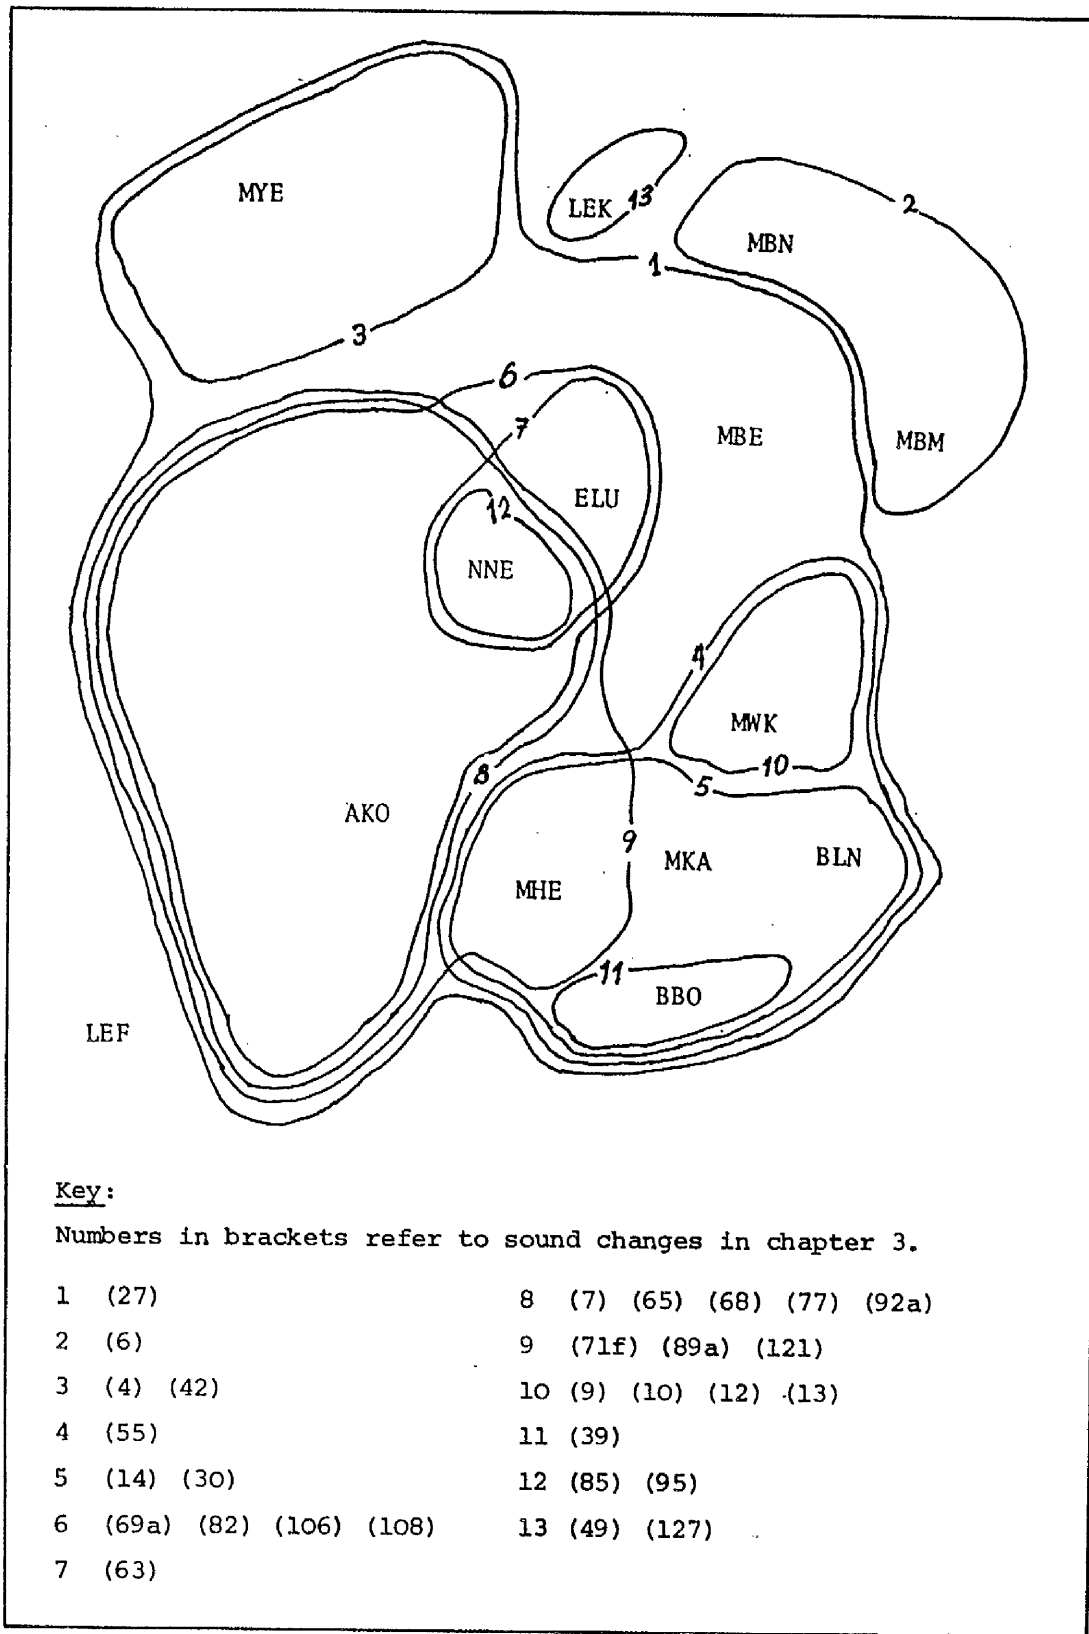 MYE
LEK 13
2
MBN
1
3
6
7
MBE
MBM
ELU
12
NNE
4
MWK
10
8
5
AKO
9
MKA
BLN
MHE
11
BBO
LEF
Key:
Numbers in brackets refer to sound changes in chapter 3.
1 (27)
2 (6)
3 (4) (42)
4 (55)
5 (14) (30)
6 (69a) (82) (106) (108)
7 (63)
8 (7) (65) (68) (77) (92a)
9 (71f) (89a) (121)
10 (9) (10) (12) (13)
11 (39)
12 (85) (95)
13 (49) (127)